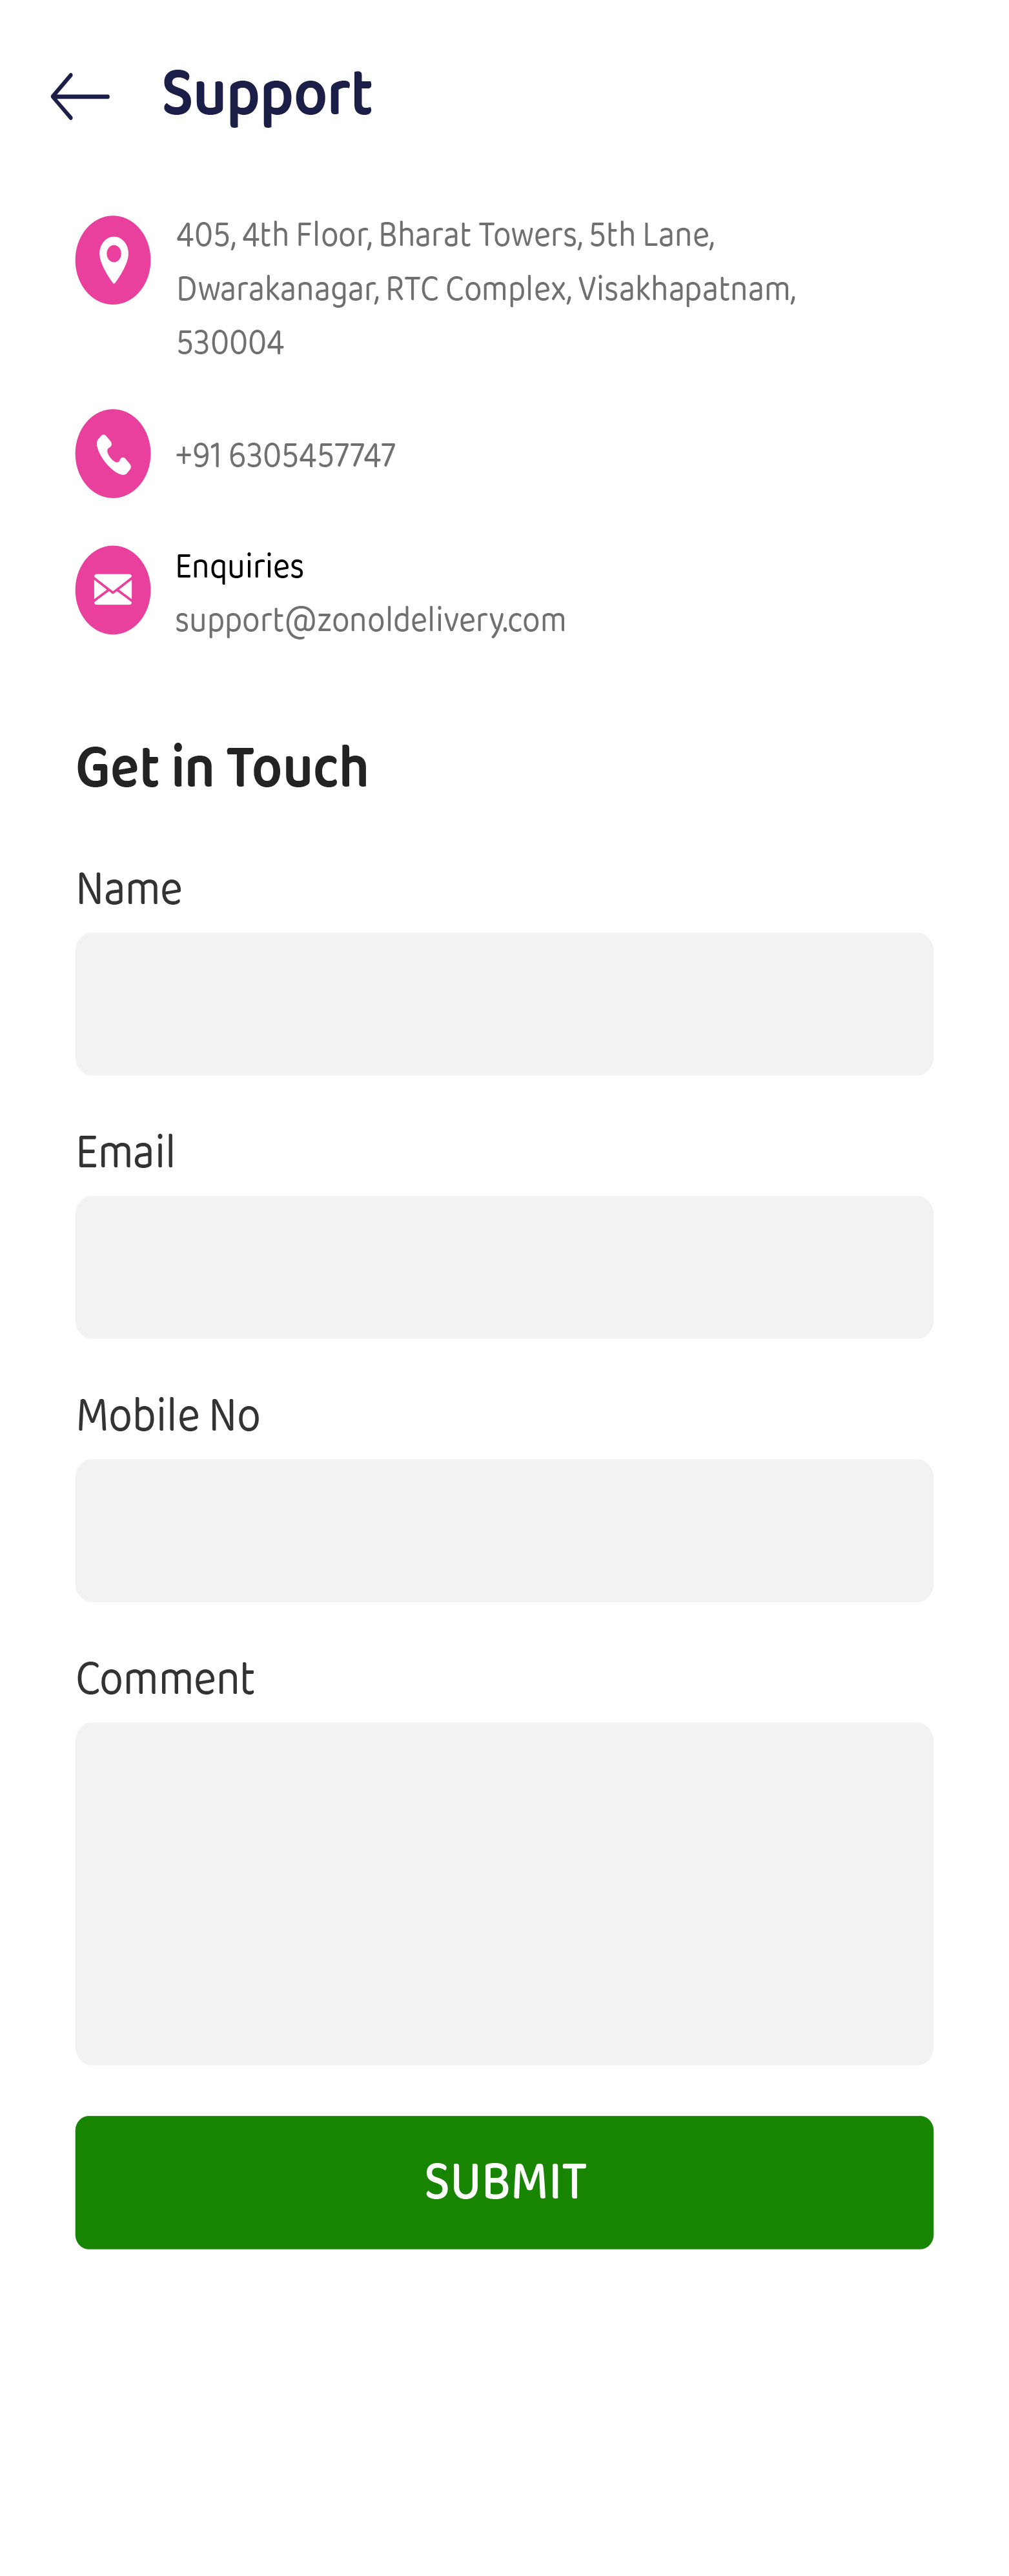 Support
405, 4th Floor, Bharat Towers, 5th Lane,
Dwarakanagar, RTC Complex, Visakhapatnam,
530004
+91 6305457747
Enquiries
support@zonoldelivery.com
Get in Touch
Name
Email
Mobile No
Comment
SUBMIT